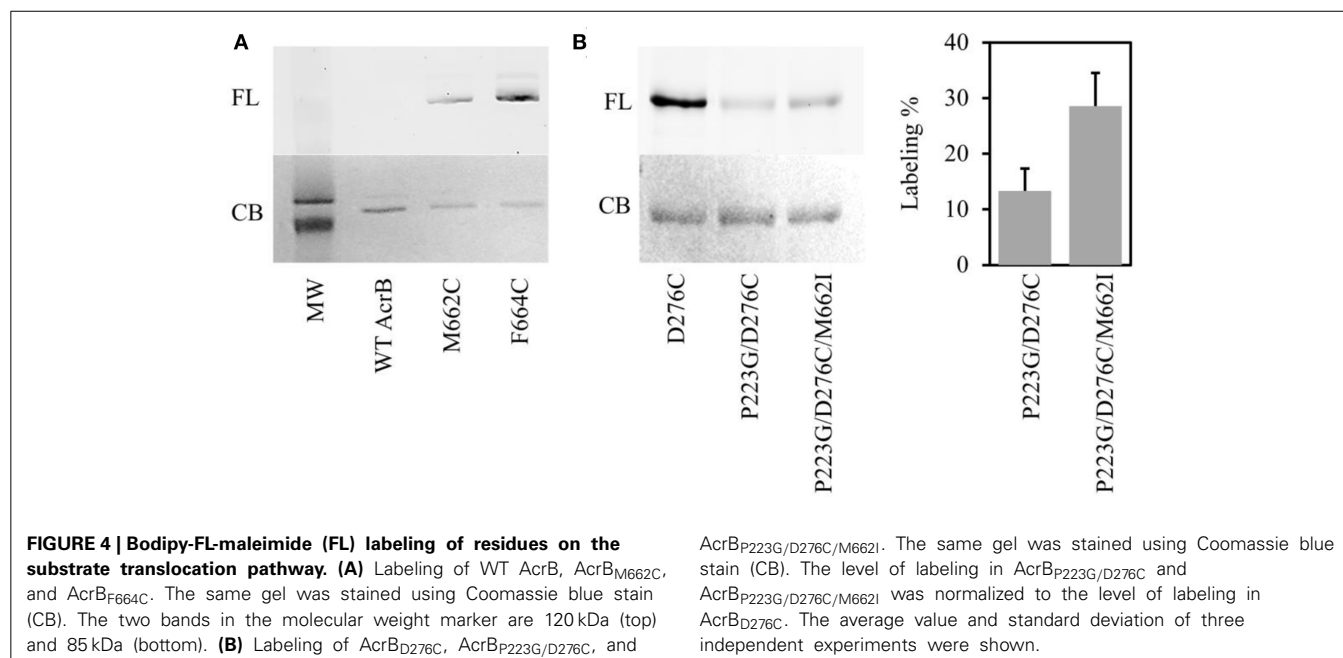 A
FL
CB
MW
WT AcrB
M662C
F664C
B
FL
CB
D276C
P223G/D276C
P223G/D276C/M662I
Labeling %
40
30
20
10
0
P223G/D276C
P223G/D276C/M662I
FIGURE 4 | Bodipy-FL-maleimide (FL) labeling of residues on the
substrate translocation pathway. (A) Labeling of WT AcrB, AcrBM662C,
and AcrBF664C. The same gel was stained using Coomassie blue stain
(CB). The two bands in the molecular weight marker are 120 kDa (top)
and 85 kDa (bottom). (B) Labeling of AcrBD276C, AcrBP223G/D276C, and
AcrBP223G/D276C/M662I. The same gel was stained using Coomassie blue
stain (CB). The level of labeling in AcrBP223G/D276C and
AcrBP223G/D276C/M662I was normalized to the level of labeling in
AcrBD276C. The average value and standard deviation of three
independent experiments were shown.